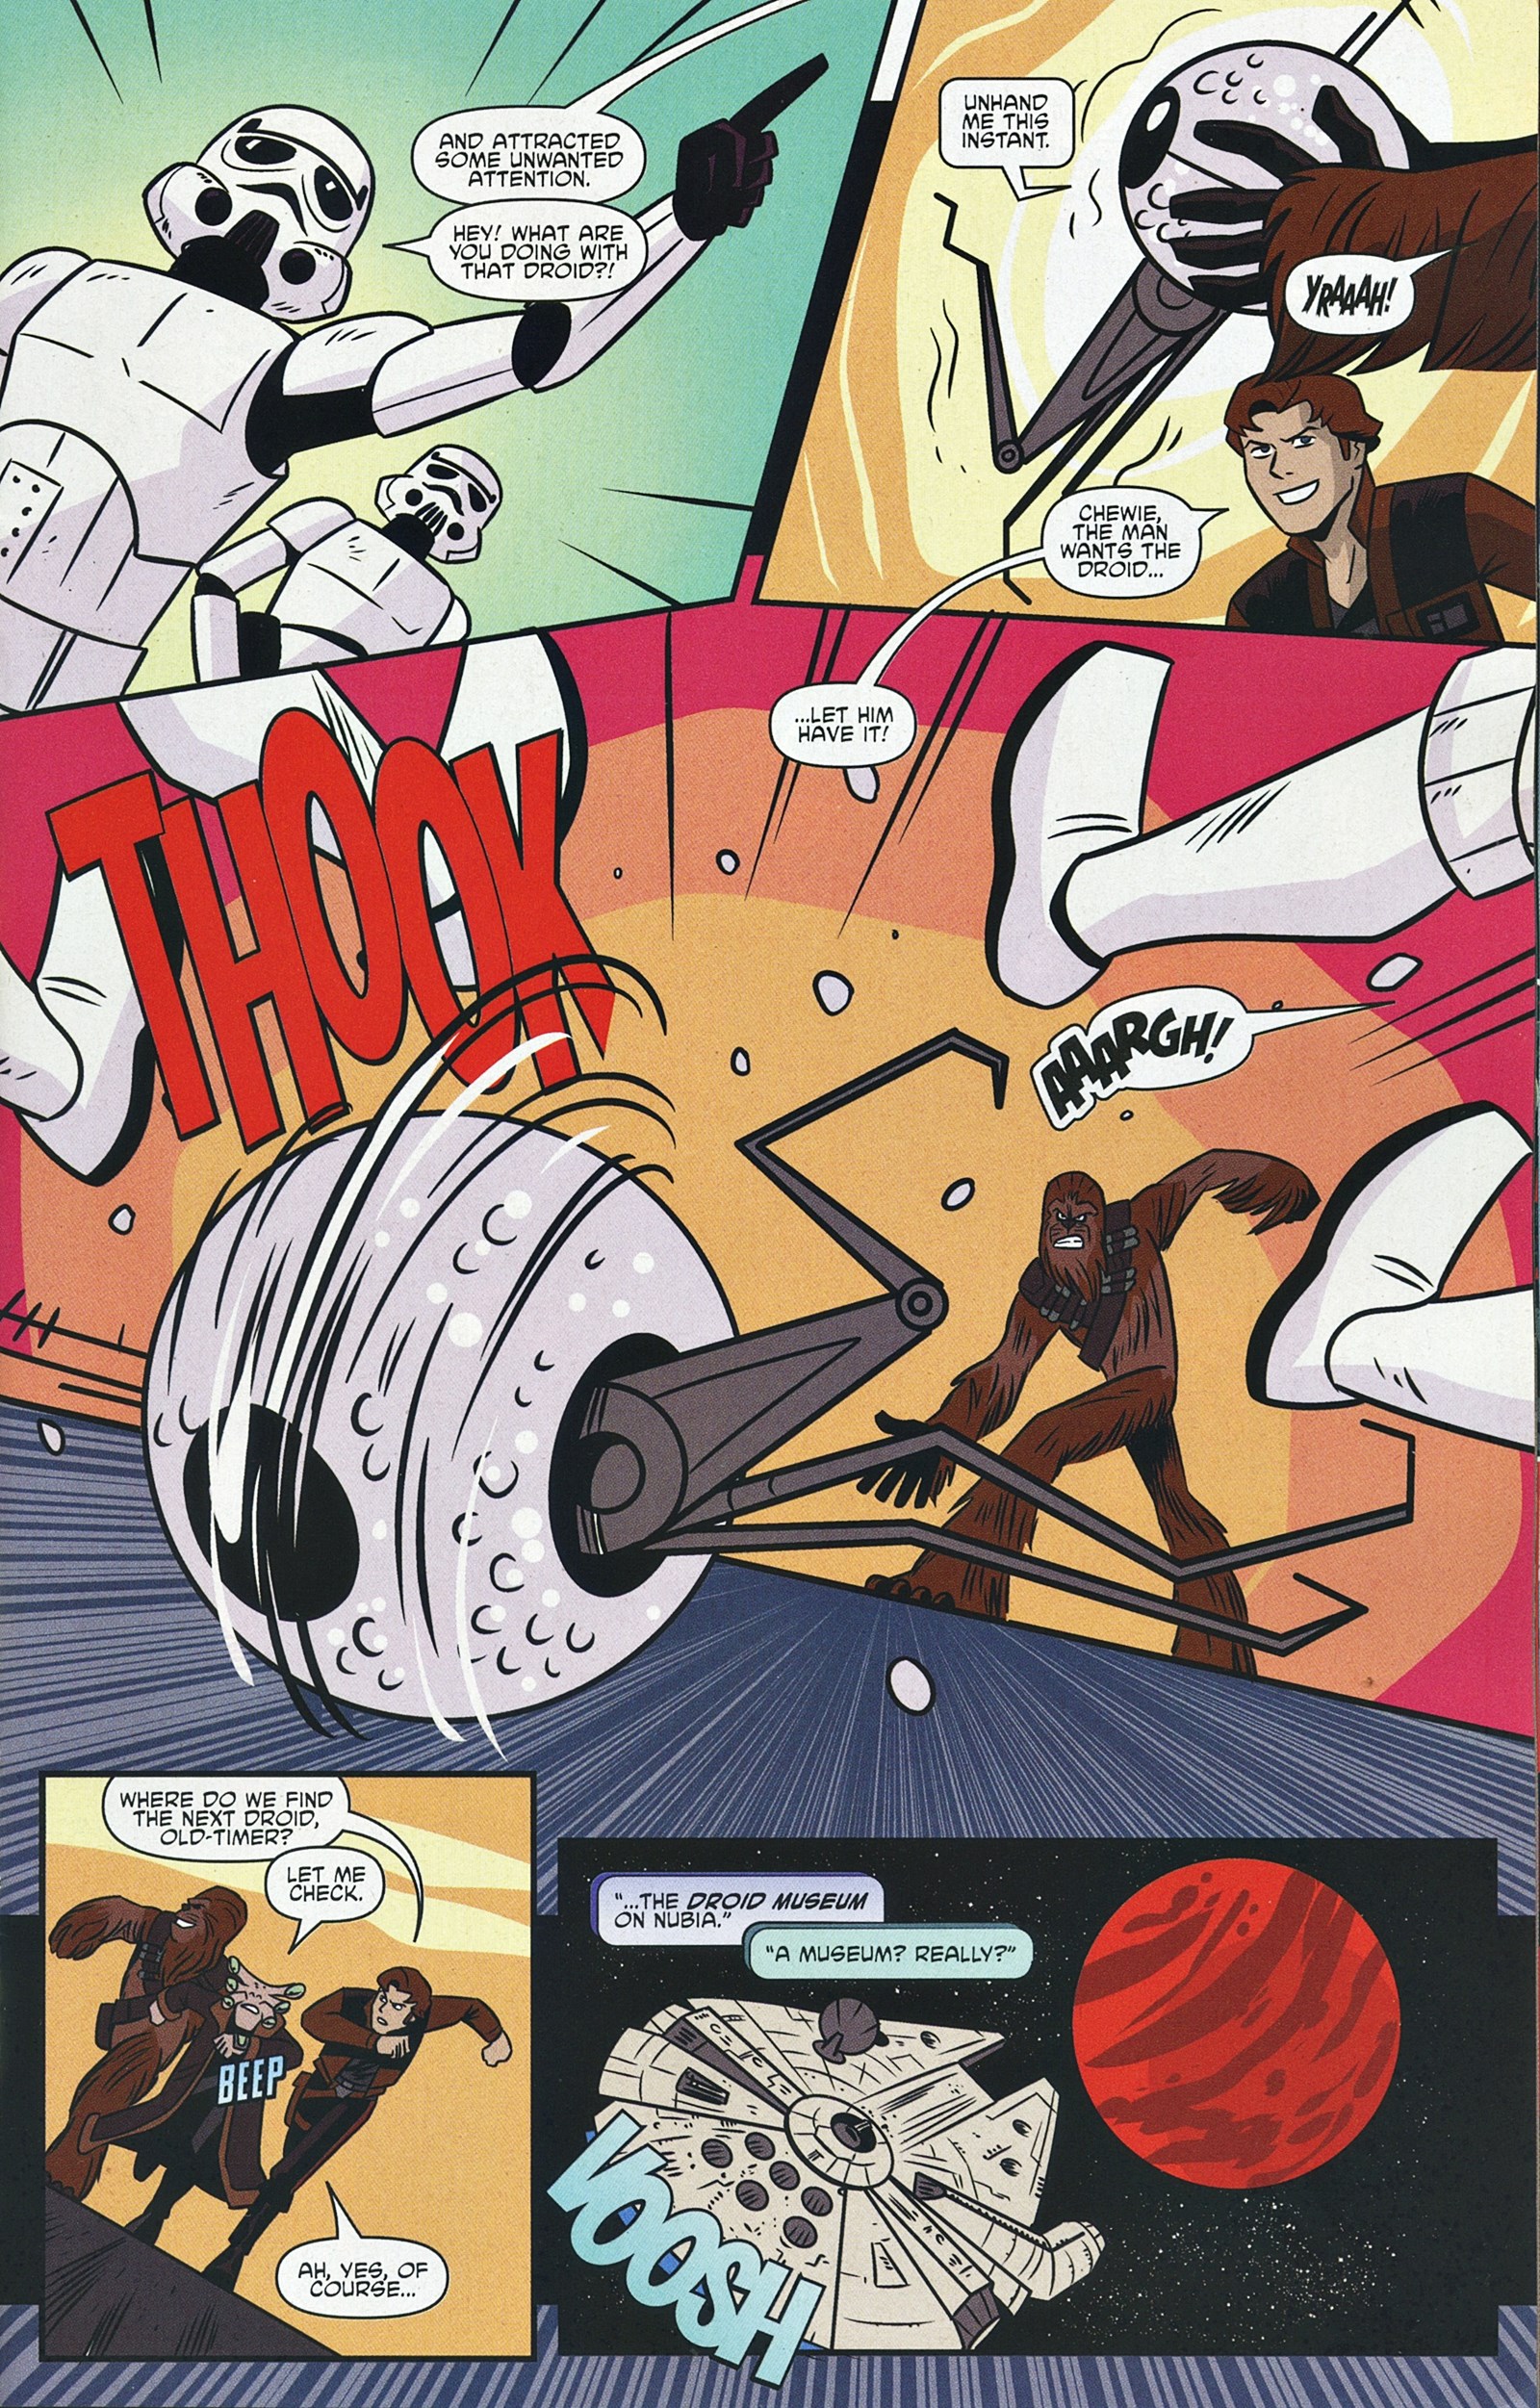 AND ATTRACTED
SOME UNWANTED
ATTENTION.
HEY! WHAT ARE
YOU DOING WITH
THAT DROID?!
UNHAND
ME THIS
INSTANT.
YRAAAH!
CHEWIE,
THE MAN
WANTS THE
DROID...
...LET HIM
HAVE IT!
THOOK
AAARGH!
WHERE DO WE FIND
THE NEXT DROID,
OLD-TIMER?
LET ME
CHECK.
BEEP
AH, YES, OF
COURSE...
"...THE DROID MUSEUM
ON NUBIA."
"A MUSEUM? REALLY?"
VOOSH